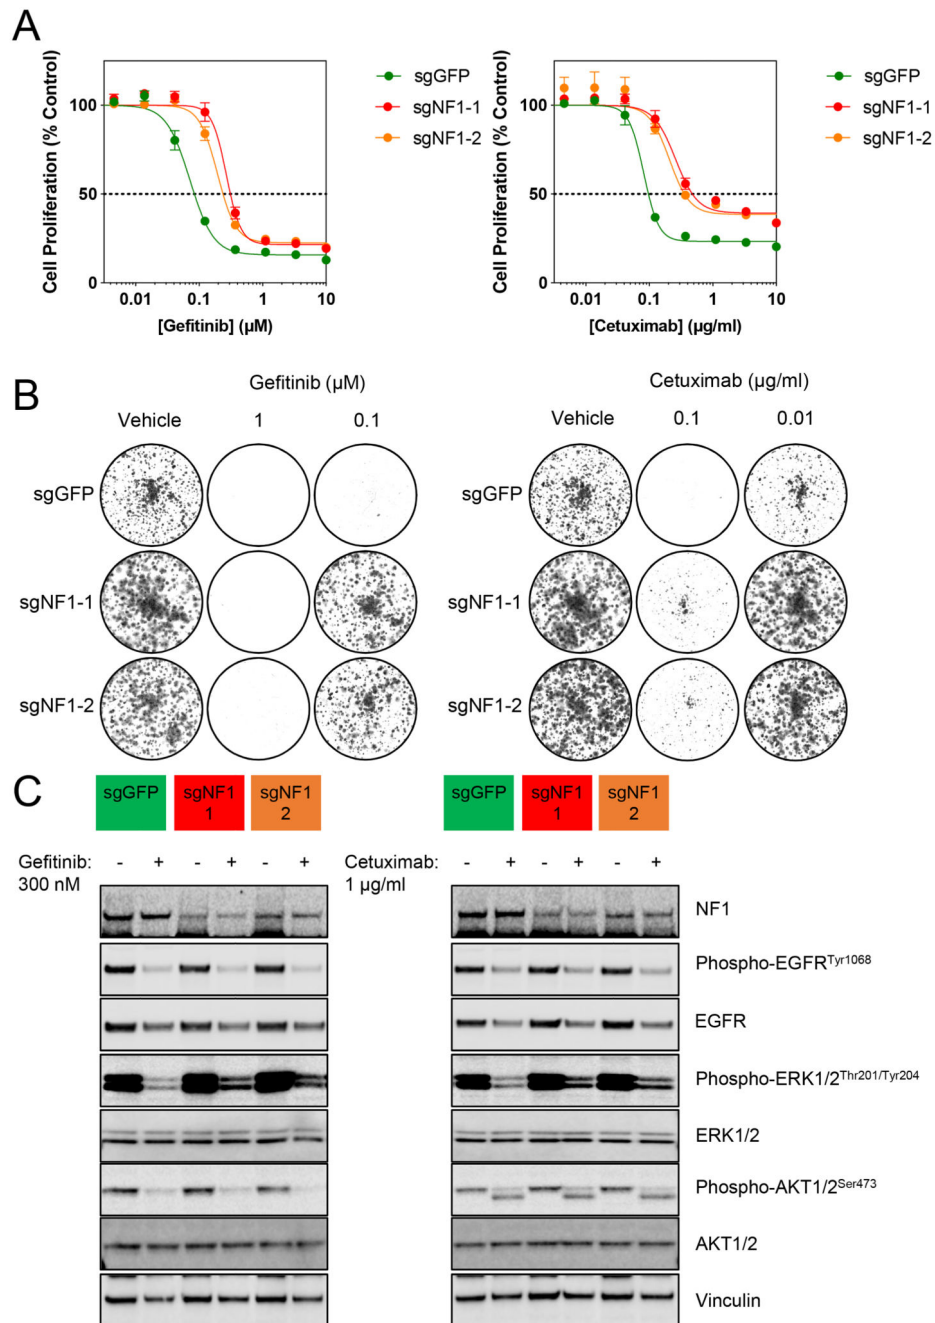 A
Cell Proliferation (% Control)
100
50
0
0.01 0.1 1 10
[Gefitinib] (µM)
sgGFP
sgNF1-1
sgNF1-2
Cell Proliferation (% Control)
100
50
0
0.01 0.1 1 10
[Cetuximab] (µg/ml)
sgGFP
sgNF1-1
sgNF1-2
B
Gefitinib (µM)
Vehicle 1 0.1
sgGFP
sgNF1-1
sgNF1-2
Cetuximab (µg/ml)
Vehicle 0.1 0.01
sgGFP
sgNF1-1
sgNF1-2
C
sgGFP sgNF1 sgNF1
1 2
Gefitinib: - + - + - +
300 nM
sgGFP sgNF1 sgNF1
1 2
Cetuximab: - + - + - +
1 µg/ml
NF1
Phospho-EGFRTyr1068
EGFR
Phospho-ERK1/2Thr201/Tyr204
ERK1/2
Phospho-AKT1/2Ser473
AKT1/2
Vinculin